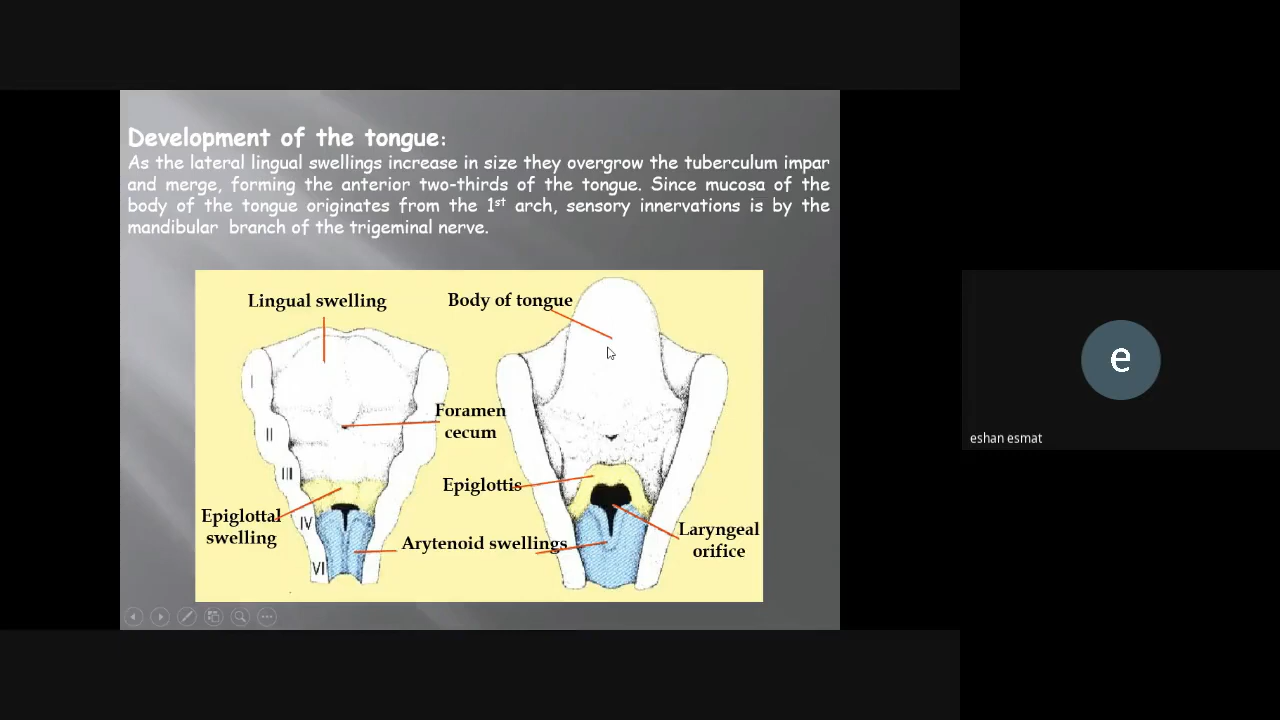 Development of the tongue:
As the lateral lingual swellings increase in size they overgrow the tuberculum impar
and merge, forming the anterior two-thirds of the tongue. Since mucosa of the
body of the tongue originates from the 1st arch, sensory innervations is by the
mandibular branch of the trigeminal nerve.
Lingual swelling
Body of tongue
I
Foramen
cecum
II
III
Epiglottis
Epiglottal
swelling
IV
Laryngeal
orifice
Arytenoid swellings
VI
e
eshan esmat